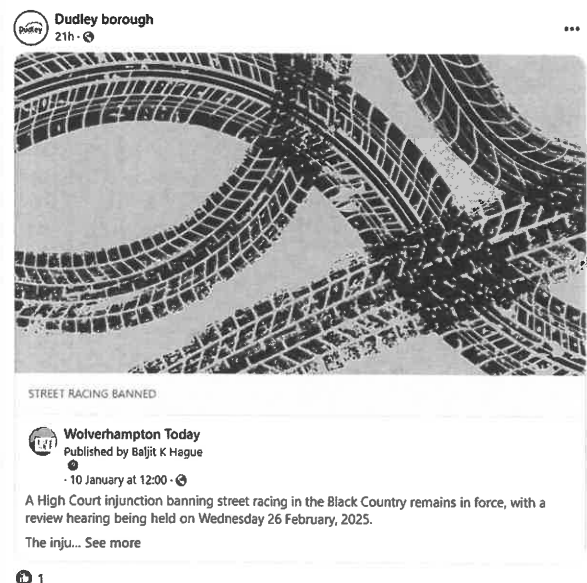 Dudley
Dudley borough
21h ·
STREET RACING BANNED
Wolverhampton Today
Published by Baljit K Hague
· 10 January at 12:00 ·
A High Court injunction banning street racing in the Black Country remains in force, with a
review hearing being held on Wednesday 26 February, 2025.
The inju... See more
1